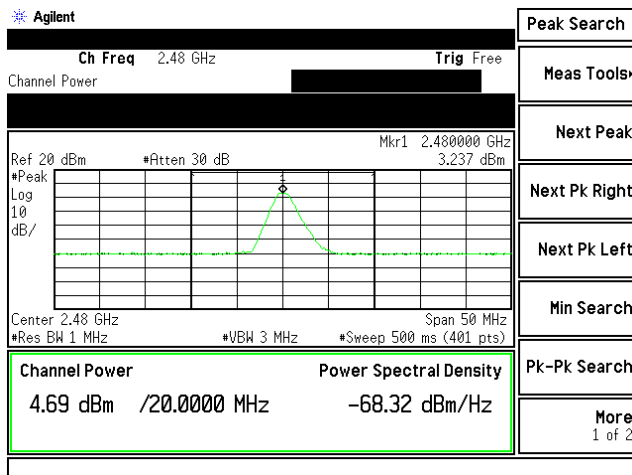 Agilent
Peak Search
Ch Freq 2.48 GHz Trig Free
Channel Power
Meas Tools
Next Peak
Mkr1 2.480000 GHz
Ref 20 dBm #Atten 30 dB 3.237 dBm
#Peak
Log
10
dB/
1
Next Pk Right
Next Pk Left
Center 2.48 GHz Span 50 MHz
#Res BW 1 MHz #VBW 3 MHz #Sweep 500 ms (401 pts)
Min Search
Channel Power Power Spectral Density
4.69 dBm /20.0000 MHz -68.32 dBm/Hz
Pk-Pk Search
More
1 of 2